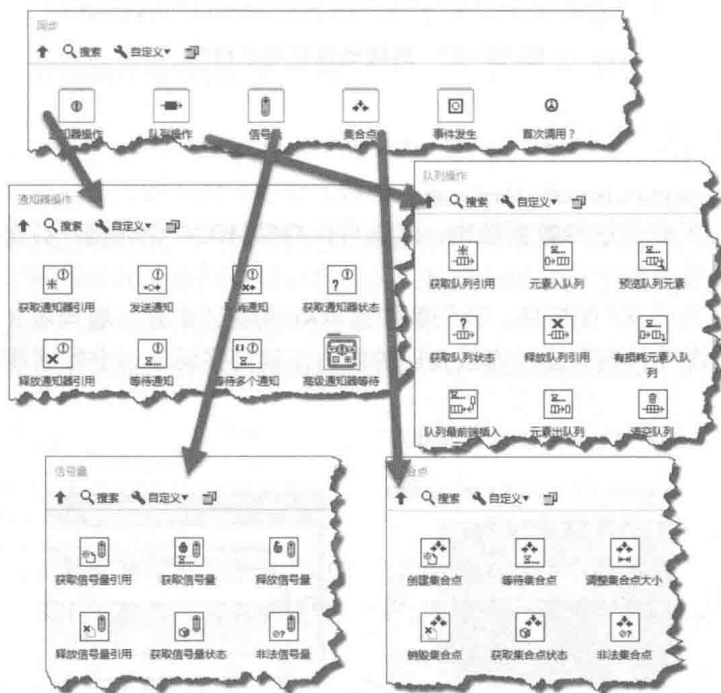 同步
搜索 自定义
通知器操作 队列操作 信号量 集合点 事件发生 首次调用？
通知器操作
搜索 自定义
获取通知器引用 发送通知 取消通知 获取通知器状态
释放通知器引用 等待通知 等待多个通知 高级通知器等待
队列操作
搜索 自定义
获取队列引用 元素入队列 预览队列元素
获取队列状态 释放队列引用 有损耗元素入队
列
队列最前端插入 元素出队列 清空队列
信号量
搜索 自定义
获取信号量引用 获取信号量 释放信号量
释放信号量引用 获取信号量状态 非法信号量
集合点
搜索 自定义
创建集合点 等待集合点 调整集合点大小
销毁集合点 获取集合点状态 非法集合点